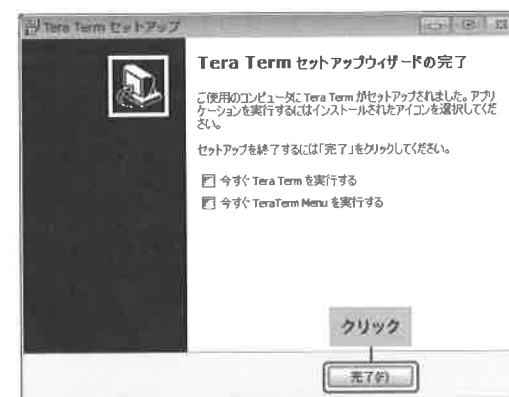 Tera Term セットアップ
Tera Term セットアップウィザードの完了
ご使用のコンピュータに Tera Term がセットアップされました。アプリ
ケーションを実行するにはインストールされたアイコンを選択してくだ
さい。
セットアップを終了するには「完了」をクリックしてください。
今すぐ Tera Term を実行する
今すぐ TeraTerm Menu を実行する
クリック
完了(F)